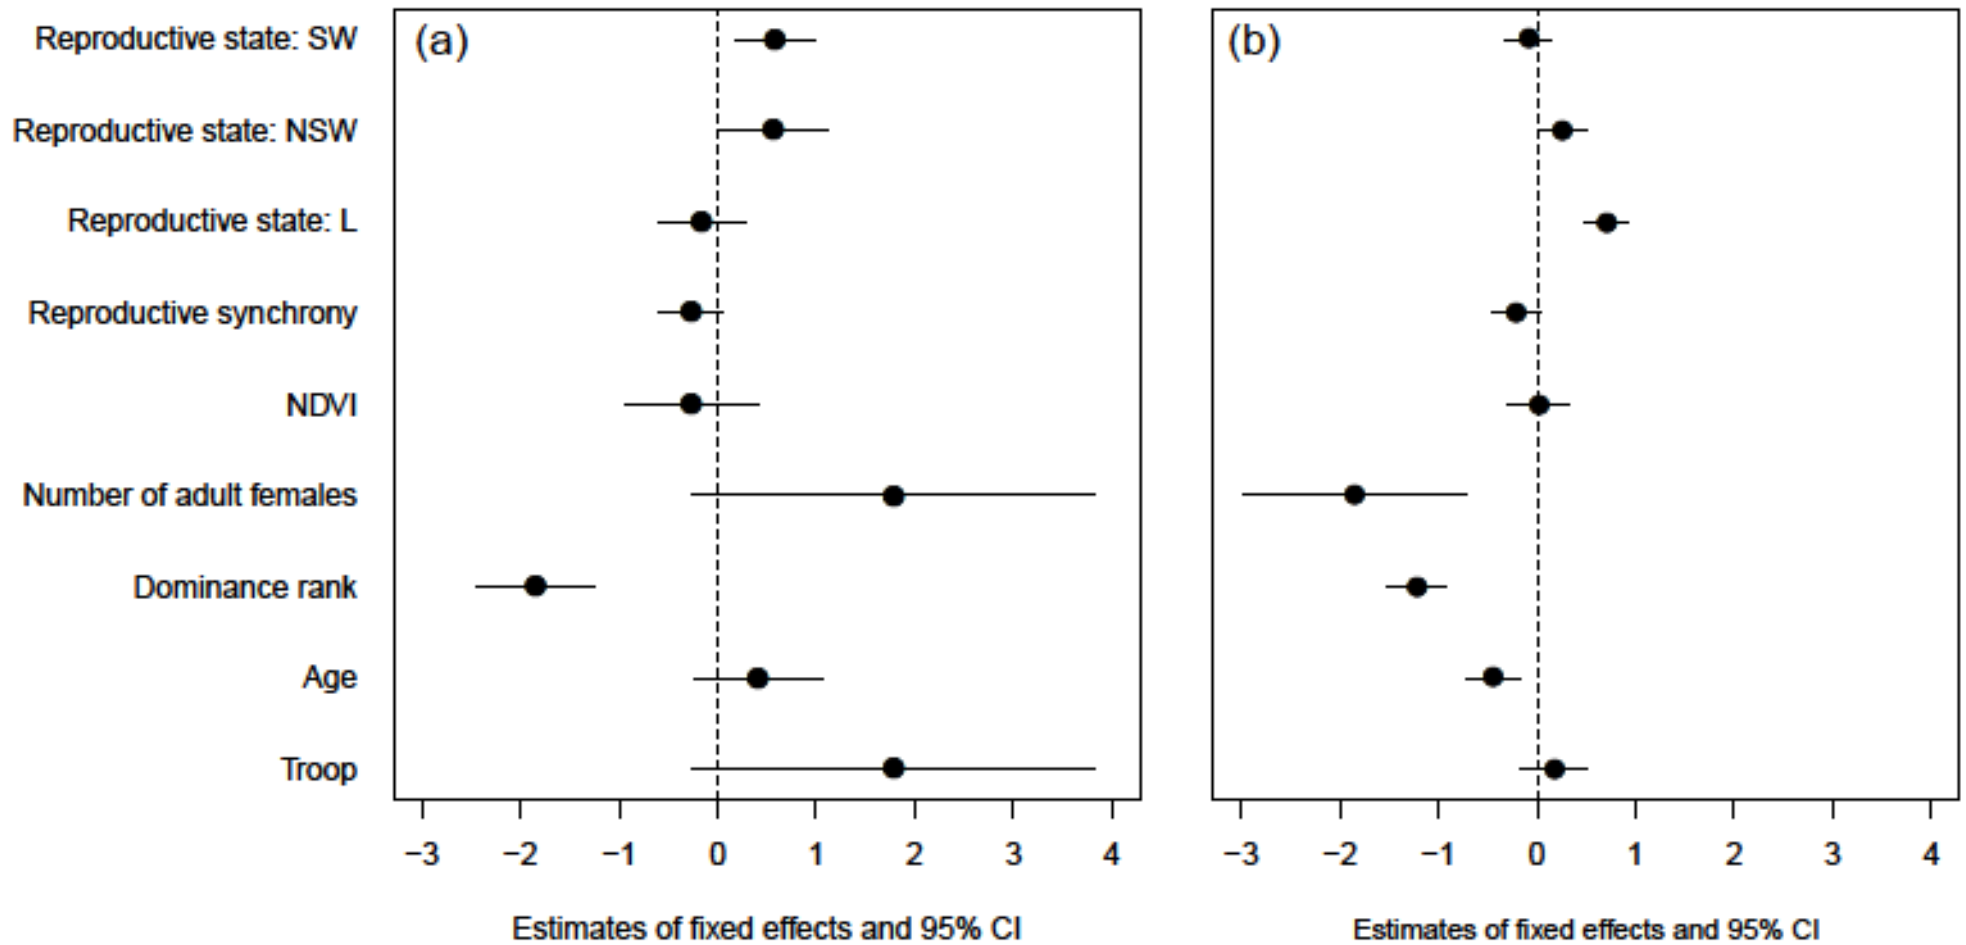 Reproductive state: SW
Reproductive state: NSW
Reproductive state: L
Reproductive synchrony
NDVI
Number of adult females
Dominance rank
Age
Troop
(a)
−3 −2 −1 0 1 2 3 4
Estimates of fixed effects and 95% CI
(b)
−3 −2 −1 0 1 2 3 4
Estimates of fixed effects and 95% CI